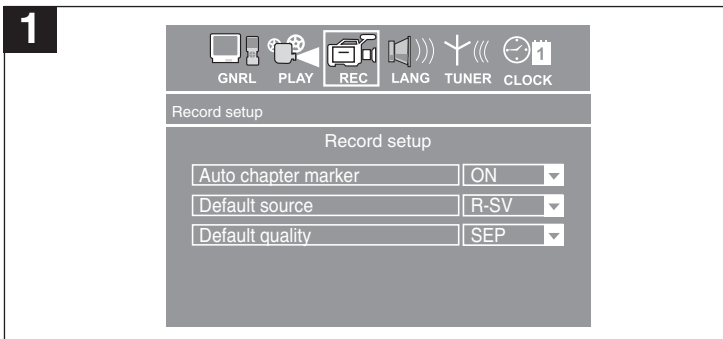 1
1
GNRL PLAY REC LANG TUNER CLOCK
Record setup
Record setup
Auto chapter marker ON
Default source R-SV
Default quality SEP